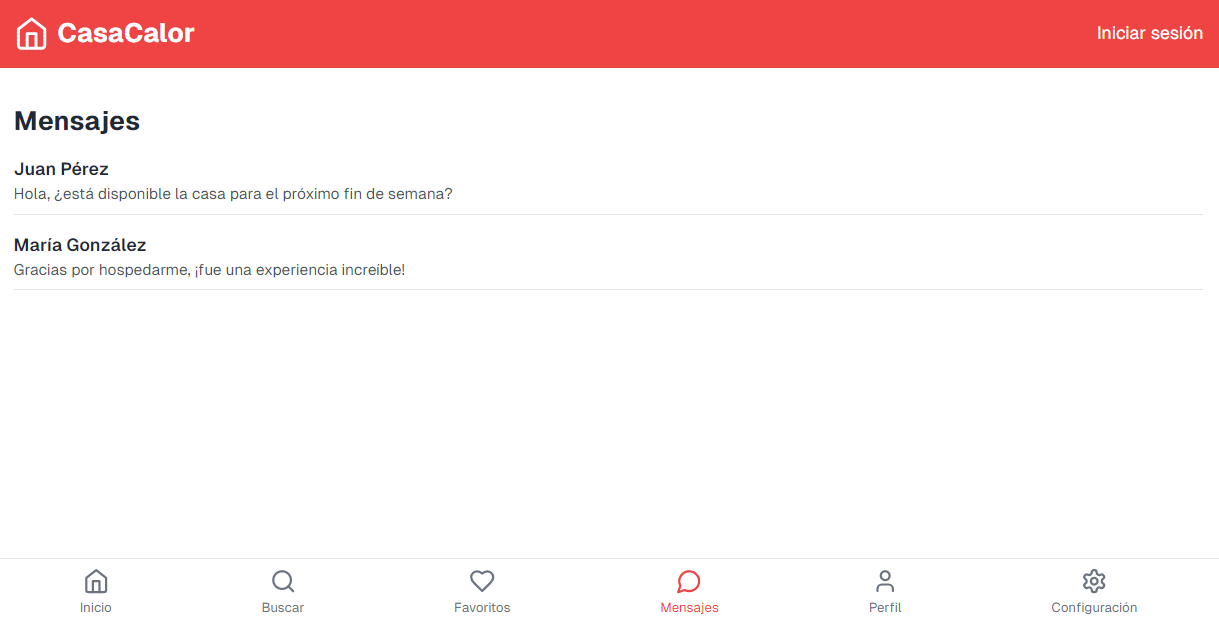 CasaCalor
Iniciar sesión
Mensajes
Juan Pérez
Hola, ¿está disponible la casa para el próximo fin de semana?
María González
Gracias por hospedarme, ¡fue una experiencia increíble!
Inicio
Buscar
Favoritos
Mensajes
Perfil
Configuración